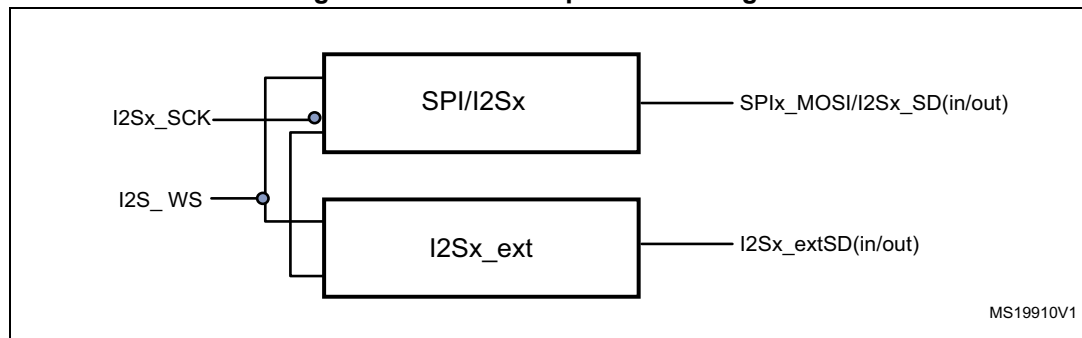 SPI/I2Sx
I2Sx_SCK
SPIx_MOSI/I2Sx_SD(in/out)
I2S_ WS
I2Sx_ext
I2Sx_extSD(in/out)
MS19910V1